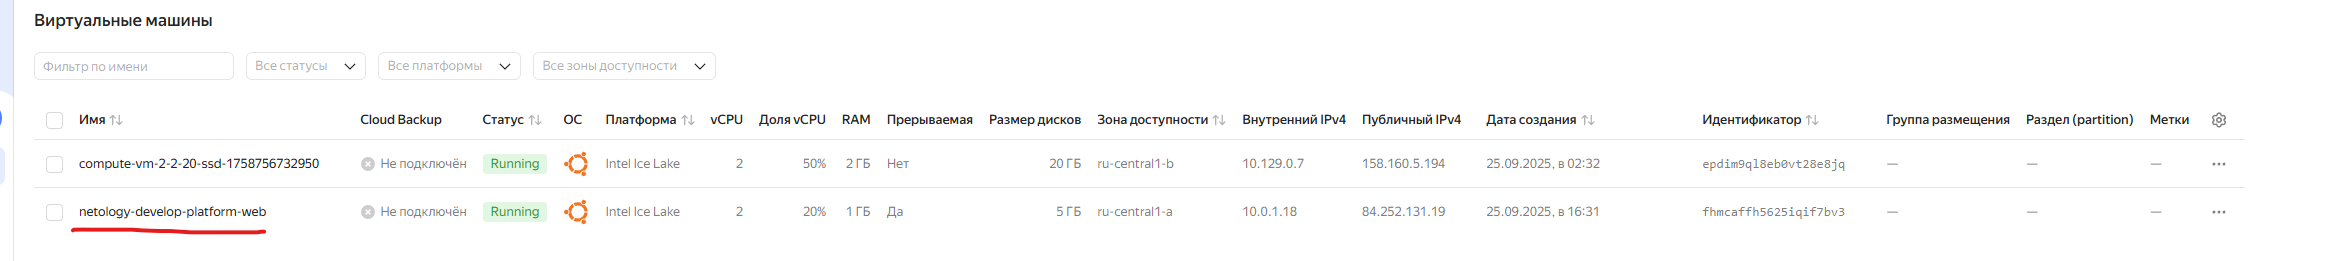 Виртуальные машины
Фильтр по имени Все статусы Все платформы Все зоны доступности
Имя Cloud Backup Статус ОС Платформа vCPU Доля vCPU RAM Прерываемая Размер дисков Зона доступности Внутренний IPv4 Публичный IPv4 Дата создания Идентификатор Группа размещения Раздел (partition) Метки
compute-vm-2-2-20-ssd-1758756732950 Не подключён Running Intel Ice Lake 2 50% 2 ГБ Нет 20 ГБ ru-central1-b 10.129.0.7 158.160.5.194 25.09.2025, в 02:32 epdim9ql8eb0vt28e8jq — — —
netology-develop-platform-web Не подключён Running Intel Ice Lake 2 20% 1 ГБ Да 5 ГБ ru-central1-a 10.0.1.18 84.252.131.19 25.09.2025, в 16:31 fhmcaffh5625iqif7bv3 — — —